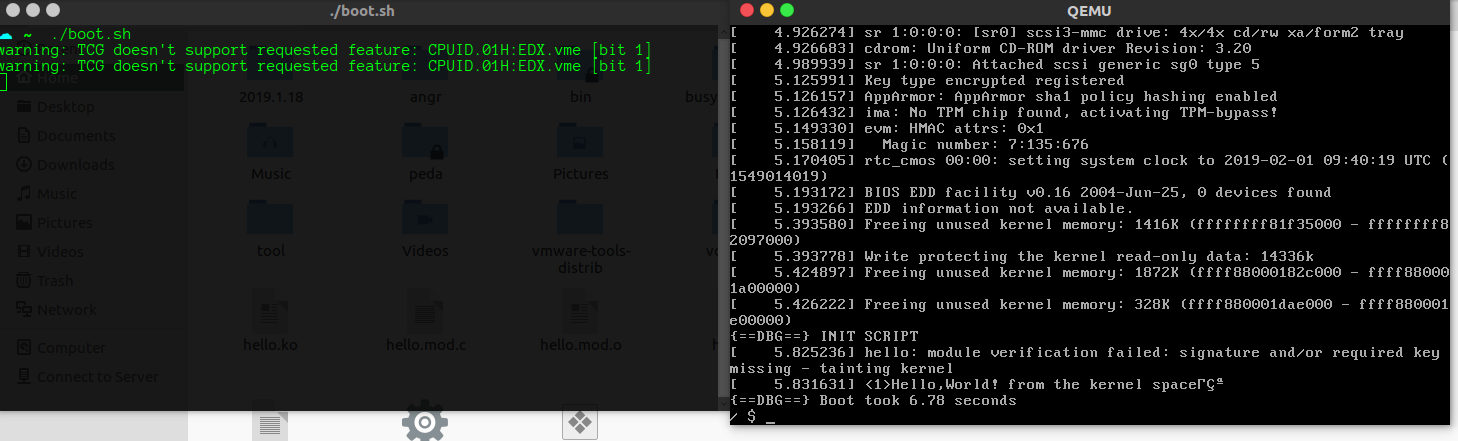 ./boot.sh
~ ./boot.sh
warning: TCG doesn't support requested feature: CPUID.01H:EDX.vme [bit 1]
warning: TCG doesn't support requested feature: CPUID.01H:EDX.vme [bit 1]
Home
Desktop
Documents
Downloads
Music
Pictures
Videos
Trash
Network
Computer
Connect to Server
2019.1.18
angr
bin
busy
Music
peda
Pictures
tool
Videos
vmware-tools-
distrib
hello.ko
hello.mod.c
hello.mod.o
QEMU
[    4.926274] sr 1:0:0:0: [sr0] scsi3-mmc drive: 4x/4x cd/rw xa/form2 tray
[    4.926683] cdrom: Uniform CD-ROM driver Revision: 3.20
[    4.989939] sr 1:0:0:0: Attached scsi generic sg0 type 5
[    5.125991] Key type encrypted registered
[    5.126157] AppArmor: AppArmor sha1 policy hashing enabled
[    5.126432] ima: No TPM chip found, activating TPM-bypass!
[    5.149330] evm: HMAC attrs: 0x1
[    5.158119]   Magic number: 7:135:676
[    5.170405] rtc_cmos 00:00: setting system clock to 2019-02-01 09:40:19 UTC (
1549014019)
[    5.193172] BIOS EDD facility v0.16 2004-Jun-25, 0 devices found
[    5.193266] EDD information not available.
[    5.393580] Freeing unused kernel memory: 1416K (ffffffff81f35000 - ffffffff8
2097000)
[    5.393778] Write protecting the kernel read-only data: 14336k
[    5.424897] Freeing unused kernel memory: 1872K (ffff88000182c000 - ffff88000
1a00000)
[    5.426222] Freeing unused kernel memory: 328K (ffff880001dae000 - ffff880001
e00000)
{==DBG==} INIT SCRIPT
[    5.825236] hello: module verification failed: signature and/or required key
missing - tainting kernel
[    5.831631] <1>Hello,World! from the kernel spaceΓÇª
{==DBG==} Boot took 6.78 seconds
/ $ _